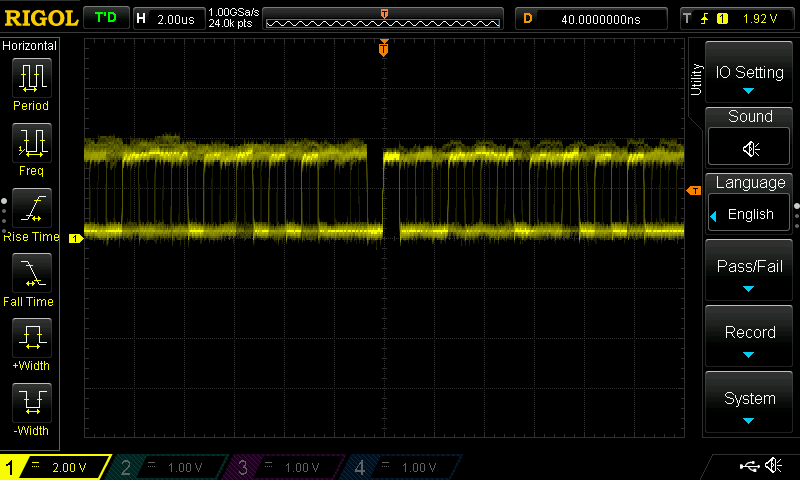 RIGOL T'D H 2.00us 1.00GSa/s 24.0k pts T D 40.0000000ns T 1 1.92 V
Horizontal
Period
Freq
Rise Time
Fall Time
+Width
-Width
T
T
1
Utility
IO Setting
Sound
Language
English
Pass/Fail
Record
System
1 2.00 V 2 1.00 V 3 1.00 V 4 1.00 V